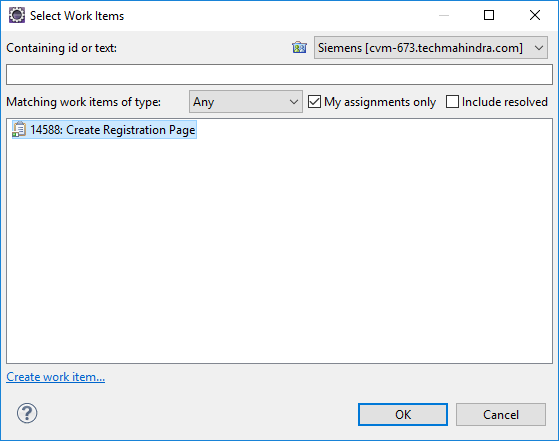 Select Work Items
Containing id or text:
Siemens [cvm-673.techmahindra.com]
Matching work items of type:
Any
My assignments only
Include resolved
14588: Create Registration Page
Create work item...
?
OK
Cancel